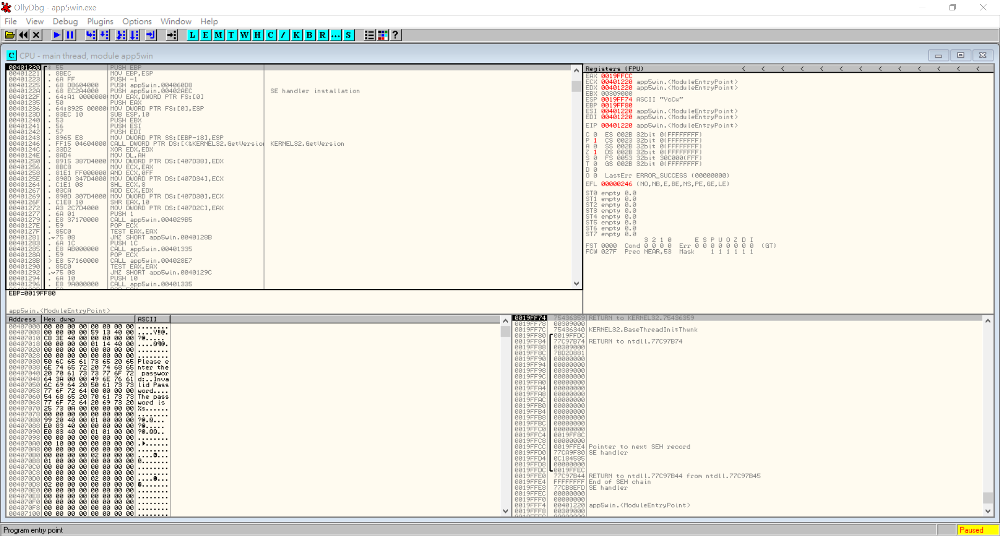 OllyDbg - app5win.exe
File View Debug Plugins Options Window Help
L E M T W H C / K B R ... S ?
C CPU - main thread, module app5win
00401220 $ 55 PUSH EBP
00401221 . 8BEC MOV EBP,ESP
00401223 . 6A FF PUSH -1
00401225 . 68 D8604000 PUSH app5win.004060D8
0040122A . 68 EC2A4000 PUSH app5win.00402AEC SE handler installation
0040122F . 64:A1 0000000 MOV EAX,DWORD PTR FS:[0]
00401235 . 50 PUSH EAX
00401236 . 64:8925 00000 MOV DWORD PTR FS:[0],ESP
0040123D . 83EC 10 SUB ESP,10
00401240 . 53 PUSH EBX
00401241 . 56 PUSH ESI
00401242 . 57 PUSH EDI
00401243 . 8965 E8 MOV DWORD PTR SS:[EBP-18],ESP
00401246 . FF15 04604000 CALL DWORD PTR DS:[<&KERNEL32.GetVersion KERNEL32.GetVersion
0040124C . 33D2 XOR EDX,EDX
0040124E . 8AD4 MOV DL,AH
00401250 . 8915 387D4000 MOV DWORD PTR DS:[407D38],EDX
00401256 . 8BC8 MOV ECX,EAX
00401258 . 81E1 FF000000 AND ECX,0FF
0040125E . 890D 347D4000 MOV DWORD PTR DS:[407D34],ECX
00401264 . C1E1 08 SHL ECX,8
00401267 . 03CA ADD ECX,EDX
00401269 . 890D 307D4000 MOV DWORD PTR DS:[407D30],ECX
0040126F . C1E8 10 SHR EAX,10
00401272 . A3 2C7D4000 MOV DWORD PTR DS:[407D2C],EAX
00401277 . 6A 01 PUSH 1
00401279 . E8 37170000 CALL app5win.004029B5
0040127E . 59 POP ECX
0040127F . 85C0 TEST EAX,EAX
00401281 .v75 08 JNZ SHORT app5win.0040128B
00401283 . 6A 1C PUSH 1C
00401285 . E8 AB000000 CALL app5win.00401335
0040128A . 59 POP ECX
0040128B > E8 57160000 CALL app5win.004028E7
00401290 . 85C0 TEST EAX,EAX
00401292 .v75 08 JNZ SHORT app5win.0040129C
00401294 . 6A 10 PUSH 10
00401296 . E8 9A000000 CALL app5win.00401335
EBP=0019FF80
app5win.<ModuleEntryPoint>
Registers (FPU) < < < < < < < < < < < < <
EAX 0019FFCC
ECX 00401220 app5win.<ModuleEntryPoint>
EDX 00401220 app5win.<ModuleEntryPoint>
EBX 00309000
ESP 0019FF74 ASCII "YcCu"
EBP 0019FF80
ESI 00401220 app5win.<ModuleEntryPoint>
EDI 00401220 app5win.<ModuleEntryPoint>
EIP 00401220 app5win.<ModuleEntryPoint>
C 0 ES 002B 32bit 0(FFFFFFFF)
P 1 CS 0023 32bit 0(FFFFFFFF)
A 0 SS 002B 32bit 0(FFFFFFFF)
Z 1 DS 002B 32bit 0(FFFFFFFF)
S 0 FS 0053 32bit 30C000(FFF)
T 0 GS 002B 32bit 0(FFFFFFFF)
D 0
O 0 LastErr ERROR_SUCCESS (00000000)
EFL 00000246 (NO,NB,E,BE,NS,PE,GE,LE)
ST0 empty 0.0
ST1 empty 0.0
ST2 empty 0.0
ST3 empty 0.0
ST4 empty 0.0
ST5 empty 0.0
ST6 empty 0.0
ST7 empty 0.0
3 2 1 0 E S P U O Z D I
FST 0000 Cond 0 0 0 0 Err 0 0 0 0 0 0 0 0 (GT)
FCW 027F Prec NEAR,53 Mask 1 1 1 1 1 1
Address Hex dump ASCII
00407000 00 00 00 00 00 00 00 00 ........
00407008 00 00 00 00 59 13 40 00 ....Y‼@.
00407010 C8 3E 40 00 00 00 00 00 ?@.....
00407018 00 00 00 00 01 14 40 00 ....☺¶@.
00407020 00 00 00 00 00 00 00 00 ........
00407028 00 00 00 00 00 00 00 00 ........
00407030 50 6C 65 61 73 65 20 65 Please e
00407038 6E 74 65 72 20 74 68 65 nter the
00407040 20 70 61 73 73 77 6F 72 passwor
00407048 64 3A 00 00 49 6E 76 61 d:..Inva
00407050 6C 69 64 20 50 61 73 73 lid Pass
00407058 77 6F 72 64 00 00 00 00 word....
00407060 54 68 65 20 70 61 73 73 The pass
00407068 77 6F 72 64 20 69 73 20 word is
00407070 25 73 0A 00 00 00 00 00 %s......
00407078 00 00 00 00 00 00 00 00 ........
00407080 99 20 40 00 01 00 00 00 ?@.☺...
00407088 E0 83 40 00 00 00 00 00 ?@.....
00407090 E0 83 40 00 01 01 00 00 ?@.☺☺..
00407098 00 00 00 00 00 00 00 00 ........
004070A0 00 10 00 00 00 00 00 00 .►......
004070A8 00 00 00 00 00 00 00 00 ........
004070B0 00 00 00 00 02 00 00 00 ....☻...
004070B8 01 00 00 00 00 00 00 00 ☺.......
004070C0 00 00 00 00 00 00 00 00 ........
004070C8 00 00 00 00 00 00 00 00 ........
004070D0 00 00 00 00 02 00 00 00 ....☻...
004070D8 02 00 00 00 00 00 00 00 ☻.......
004070E0 00 00 00 00 00 00 00 00 ........
004070E8 00 00 00 00 00 00 00 00 ........
004070F0 00 00 00 00 00 00 00 00 ........
004070F8 00 00 00 00 00 00 00 00 ........
00407100 00 00 00 00 00 00 00 00 ........
0019FF74 75436359 RETURN to KERNEL32.75436359
0019FF78 00309000
0019FF7C 75436340 KERNEL32.BaseThreadInitThunk
0019FF80 0019FFDC
0019FF84 77C97B74 RETURN to ntdll.77C97B74
0019FF88 00309000
0019FF8C 7BD2D881
0019FF90 00000000
0019FF94 00000000
0019FF98 00309000
0019FF9C 00000000
0019FFA0 00000000
0019FFA4 00000000
0019FFA8 00000000
0019FFAC 00000000
0019FFB0 00000000
0019FFB4 00000000
0019FFB8 00000000
0019FFBC 00000000
0019FFC0 00000000
0019FFC4 0019FF8C
0019FFC8 00000000
0019FFCC 0019FFE4 Pointer to next SEH record
0019FFD0 77CA9F80 SE handler
0019FFD4 0C184585
0019FFD8 00000000
0019FFDC 0019FFEC
0019FFE0 77C97B44 RETURN to ntdll.77C97B44 from ntdll.77C97B45
0019FFE4 FFFFFFFF End of SEH chain
0019FFE8 77CB8EFD SE handler
0019FFEC 00000000
0019FFF0 00000000
0019FFF4 00401220 app5win.<ModuleEntryPoint>
0019FFF8 00309000
Program entry point
Paused